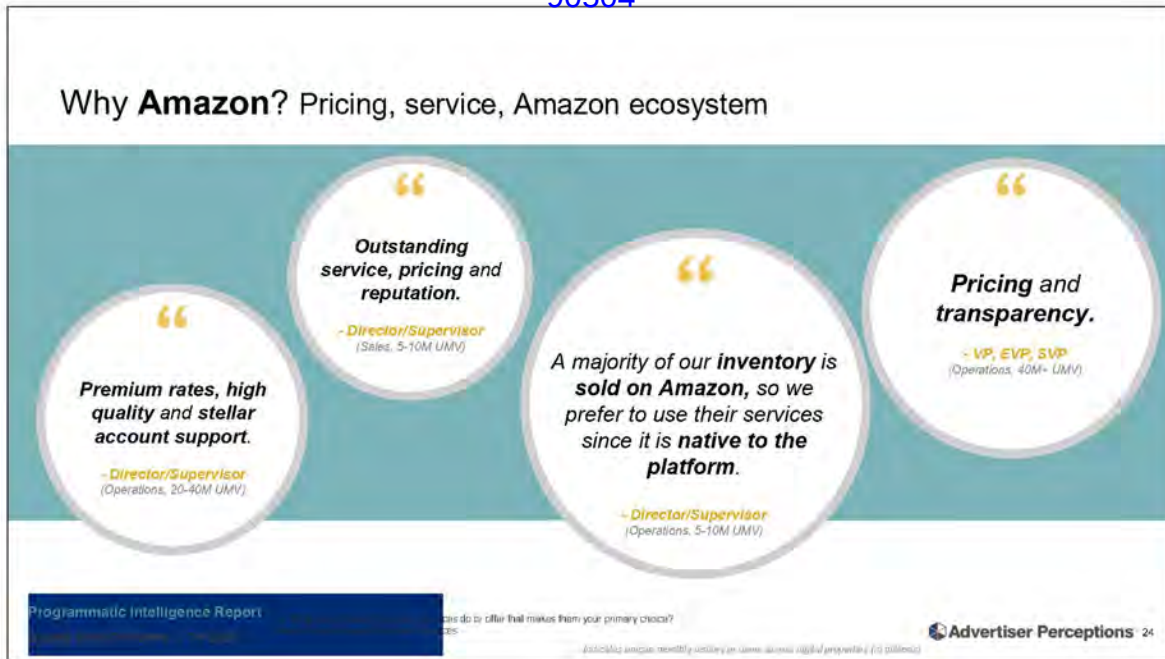 Why Amazon? Pricing, service, Amazon ecosystem
“
Premium rates, high
quality and stellar
account support.
- Director/Supervisor
(Operations, 20-40M UMV)
“
Outstanding
service, pricing and
reputation.
- Director/Supervisor
(Sales, 5-10M UMV)
“
A majority of our inventory is
sold on Amazon, so we
prefer to use their services
since it is native to the
platform.
- Director/Supervisor
(Operations, 5-10M UMV)
“
Pricing and
transparency.
- VP, EVP, SVP
(Operations, 40M+ UMV)
Programmatic Intelligence Report
offer that makes them your primary choice?
Advertiser Perceptions 24